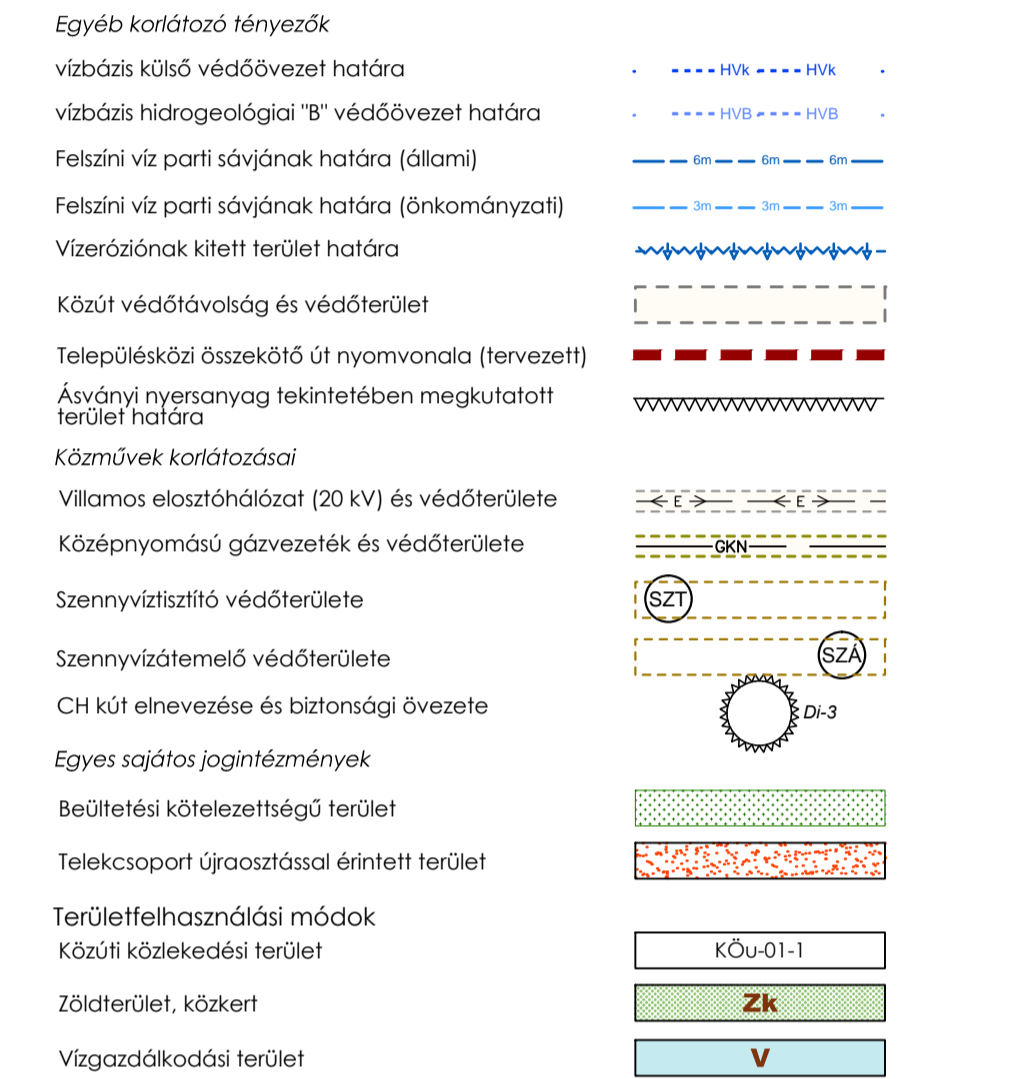 Egyéb korlátozó tényezők
vízbázis külső védőövezet határa HVk HVk
vízbázis hidrogeológiai "B" védőövezet határa HVB HVB
Felszíni víz parti sávjának határa (állami) 6m 6m 6m
Felszíni víz parti sávjának határa (önkományzati) 3m 3m 3m
Vízeróziónak kitett terület határa
Közút védőtávolság és védőterület
Településközi összekötő út nyomvonala (tervezett)
Ásványi nyersanyag tekintetében megkutatott
terület határa
Közművek korlátozásai
Villamos elosztóhálózat (20 kV) és védőterülete E E
Középnyomású gázvezeték és védőterülete GKN
Szennyvíztisztító védőterülete SZT
Szennyvízátemelő védőterülete SZÁ
CH kút elnevezése és biztonsági övezete Di-3
Egyes sajátos jogintézmények
Beültetési kötelezettségű terület
Telekcsoport újraosztással érintett terület
Területfelhasználási módok
Közúti közlekedési terület KÖu-01-1
Zöldterület, közkert Zk
Vízgazdálkodási terület V